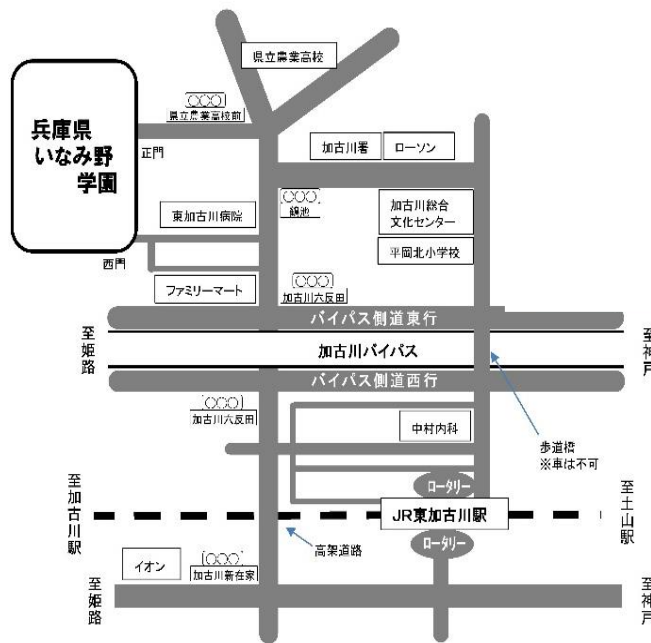 県立農業高校
兵庫県
いなみ野
学園
○○○
県立農業高校前
正門
加古川署
ローソン
東加古川病院
○○○
鶴池
加古川総合
文化センター
平岡北小学校
西門
ファミリーマート
○○○
加古川六反田
バイパス側道東行
至姫路
加古川バイパス
至神戸
バイパス側道西行
○○○
加古川六反田
中村内科
歩道橋
※車は不可
ロータリー
至加古川駅
JR東加古川駅
至土山駅
ロータリー
高架道路
イオン
○○○
加古川新在家
至姫路
至神戸